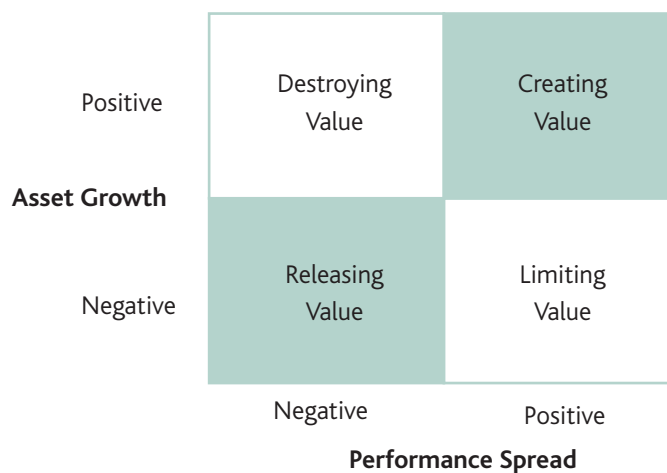 Destroying
Value
Creating
Value
Positive
Asset Growth
Releasing
Value
Limiting
Value
Negative
Negative
Positive
Performance Spread